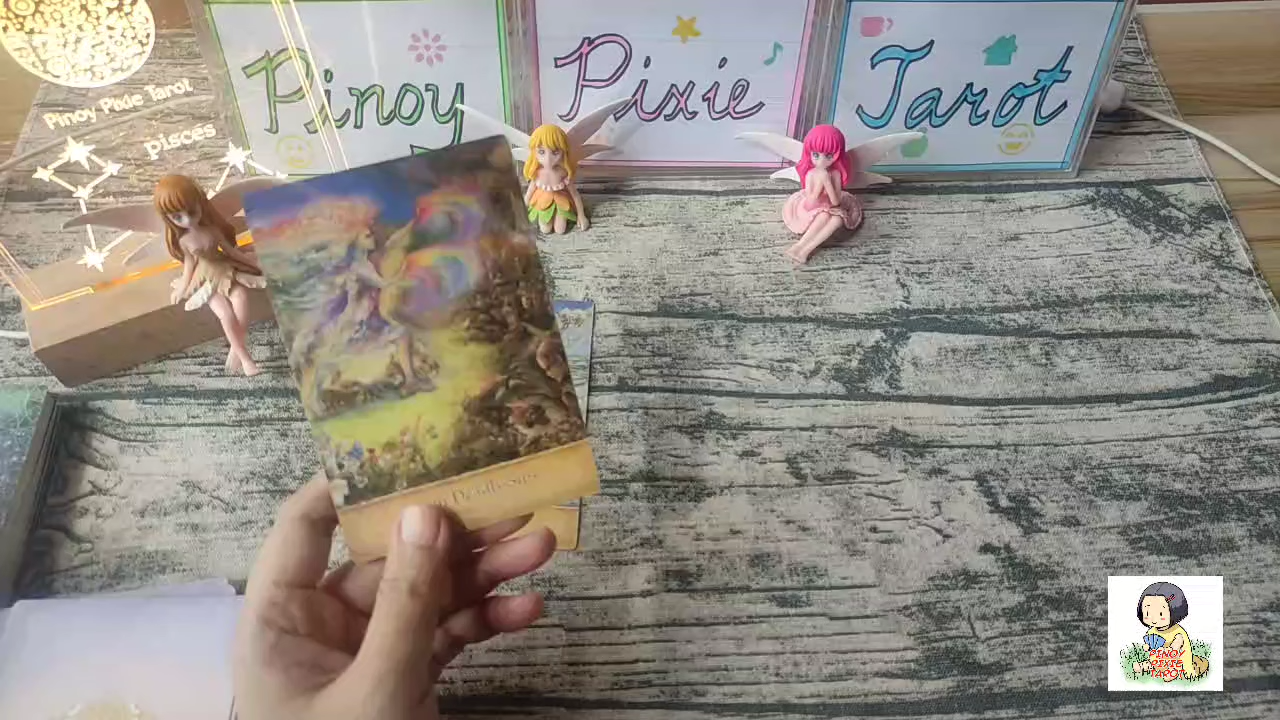 Pinoy
Pixie
Tarot
Pinoy Pixie Tarot
pisces
PINOY
PIXIE
TAROT